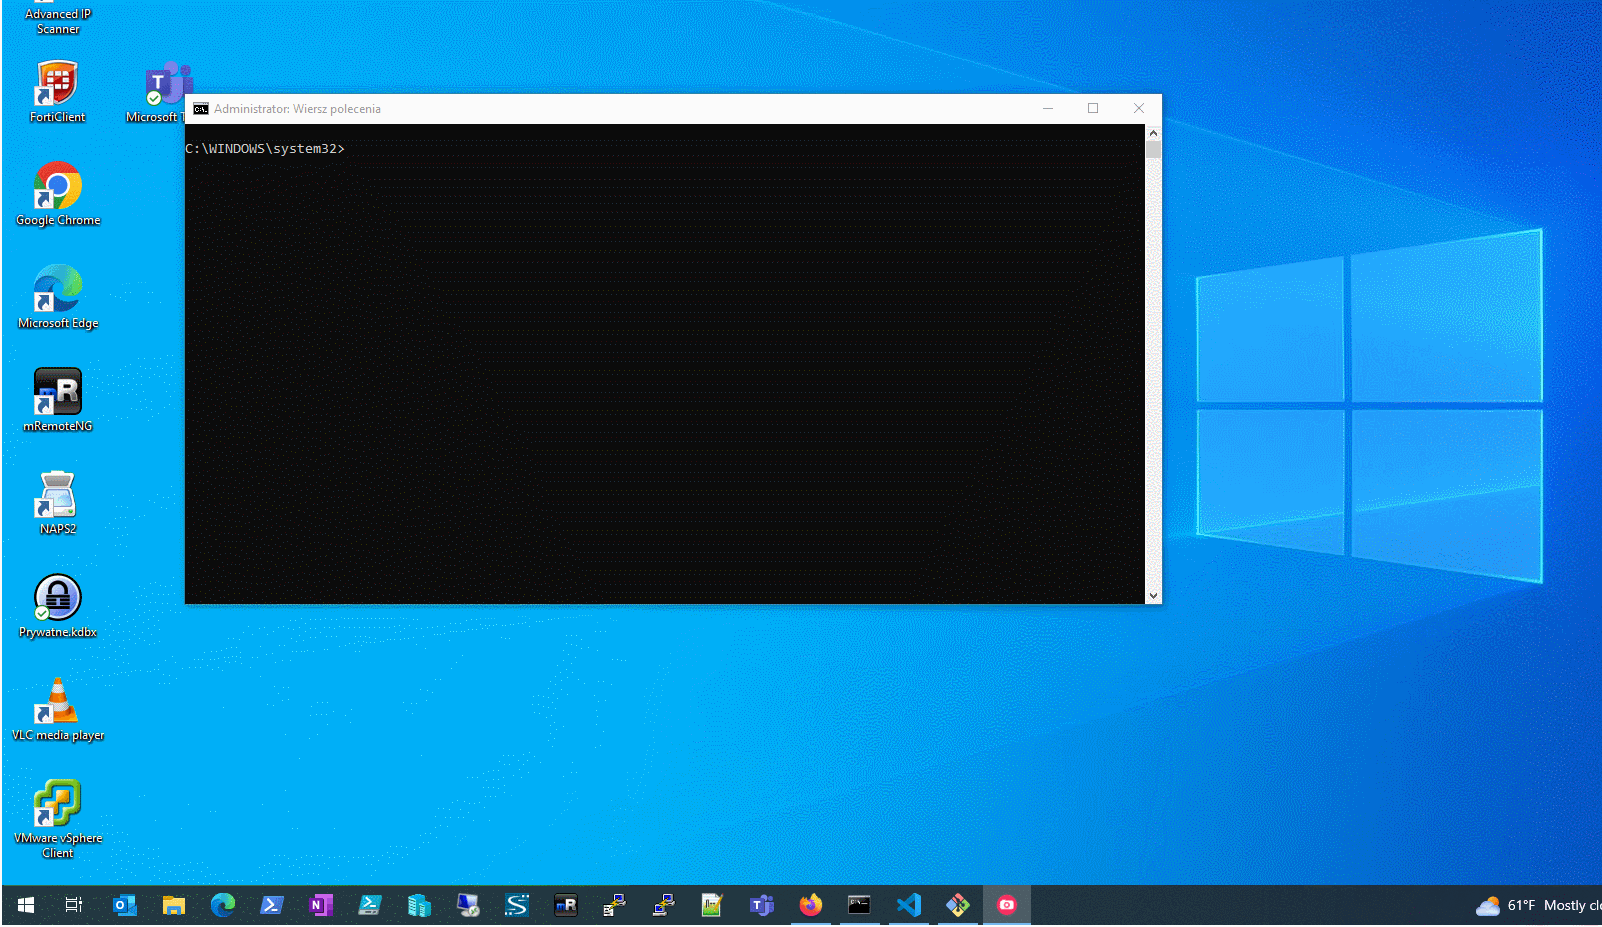 Advanced IP
Scanner
FortiClient
Microsoft
Google Chrome
Microsoft Edge
mRemoteNG
NAPS2
Prywatne.kdbx
VLC media player
VMware vSphere
Client
Administrator: Wiersz polecenia
C:\WINDOWS\system32>
61°F Mostly clo